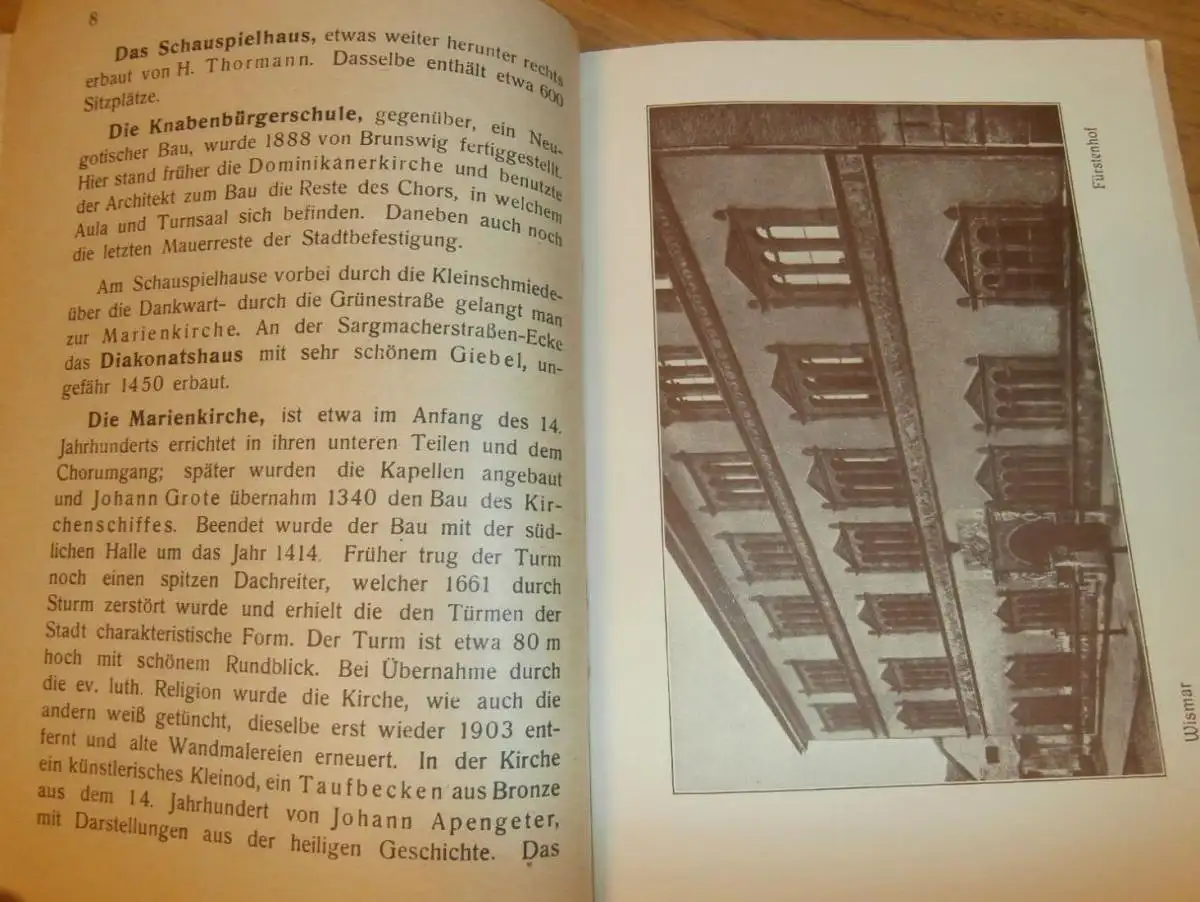 8
Das Schauspielhaus, etwas weiter herunter rechts
erbaut von H. Thormann. Dasselbe enthält etwa 600
Sitzplätze.
Die Knabenbürgerschule, gegenüber, ein Neu-
gotischer Bau, wurde 1888 von Brunswig fertiggestellt.
Hier stand früher die Dominikanerkirche und benutzte
der Architekt zum Bau die Reste des Chors, in welchem
Aula und Turnsaal sich befinden. Daneben auch noch
die letzten Mauerreste der Stadtbefestigung.
Am Schauspielhause vorbei durch die Kleinschmiede-
über die Dankwart- durch die Grünestraße gelangt man
zur Marienkirche. An der Sargmacherstraßen-Ecke
das Diakonatshaus mit sehr schönem Giebel, un-
gefähr 1450 erbaut.
Die Marienkirche, ist etwa im Anfang des 14.
Jahrhunderts errichtet in ihren unteren Teilen und dem
Chorumgang; später wurden die Kapellen angebaut
und Johann Grote übernahm 1340 den Bau des Kir-
chenschiffes. Beendet wurde der Bau mit der süd-
lichen Halle um das Jahr 1414. Früher trug der Turm
noch einen spitzen Dachreiter, welcher 1661 durch
Sturm zerstört wurde und erhielt die den Türmen der
Stadt charakteristische Form. Der Turm ist etwa 80 m
hoch mit schönem Rundblick. Bei Übernahme durch
die ev. luth. Religion wurde die Kirche, wie auch die
andern weiß getüncht, dieselbe erst wieder 1903 ent-
fernt und alte Wandmalereien erneuert. In der Kirche
ein künstlerisches Kleinod, ein Taufbecken aus Bronze
aus dem 14. Jahrhundert von Johann Apengeter,
mit Darstellungen aus der heiligen Geschichte. Das
Wismar
Fürstenhof